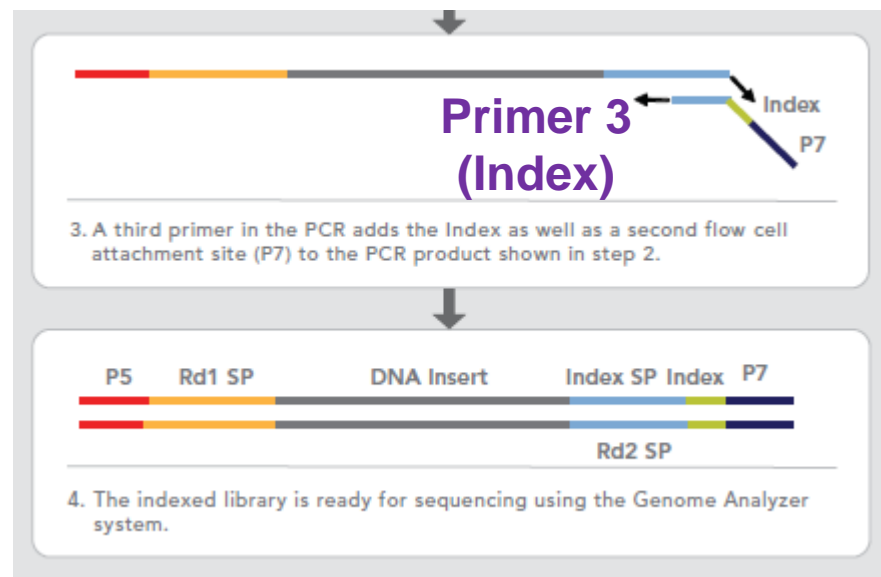 Index
Primer 3
P7
(Index)
3. A third primer in the PCR adds the Index as well as a second flow cell
attachment site (P7) to the PCR product shown in step 2.
P5 Rd1 SP DNA Insert Index SP Index P7
Rd2 SP
4. The indexed library is ready for sequencing using the Genome Analyzer
system.